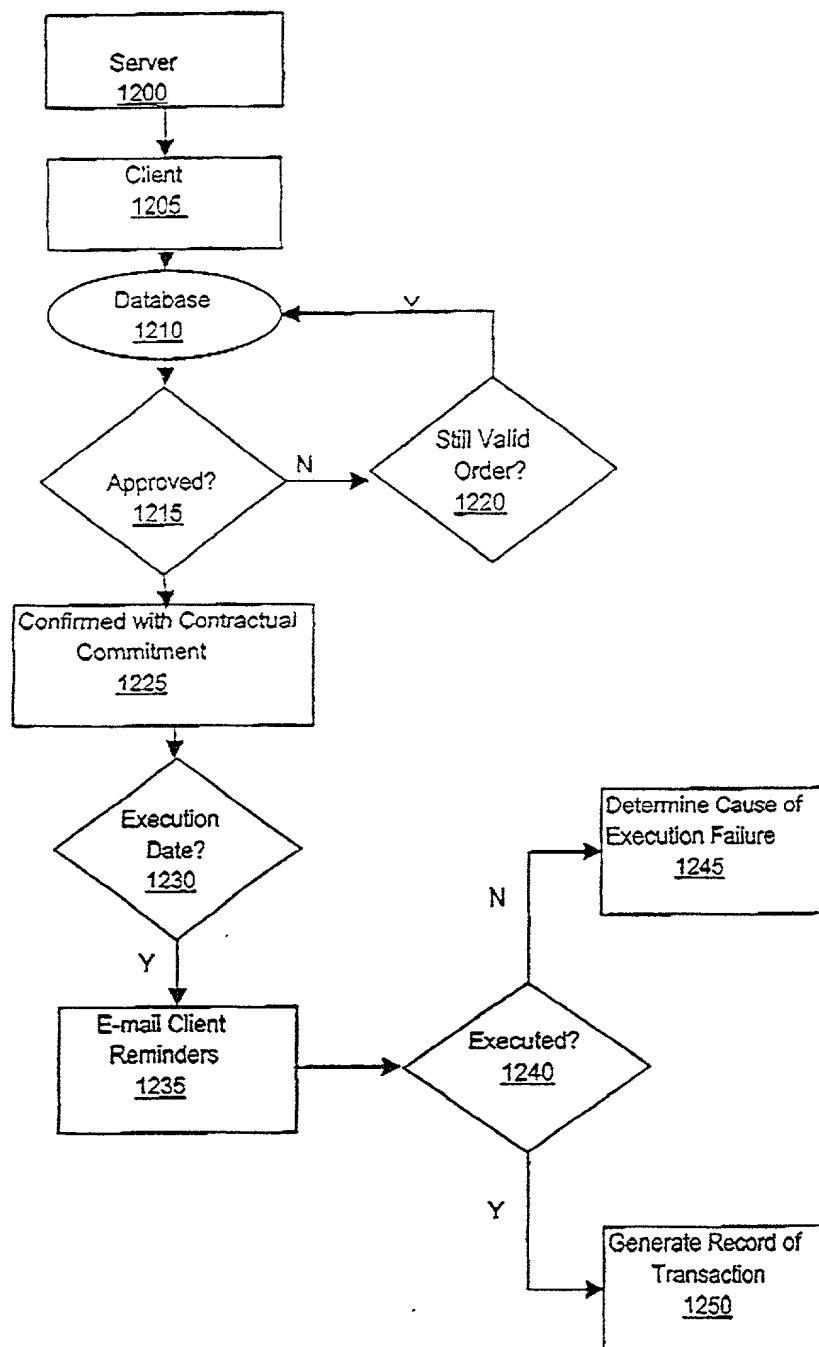 Server
1200
Client
1205
Database
1210
Y
Approved?
1215
N
Still Valid
Order?
1220
Confirmed with Contractual
Commitment
1225
Execution
Date?
1230
Y
E-mail Client
Reminders
1235
Executed?
1240
N
Determine Cause of
Execution Failure
1245
Y
Generate Record of
Transaction
1250